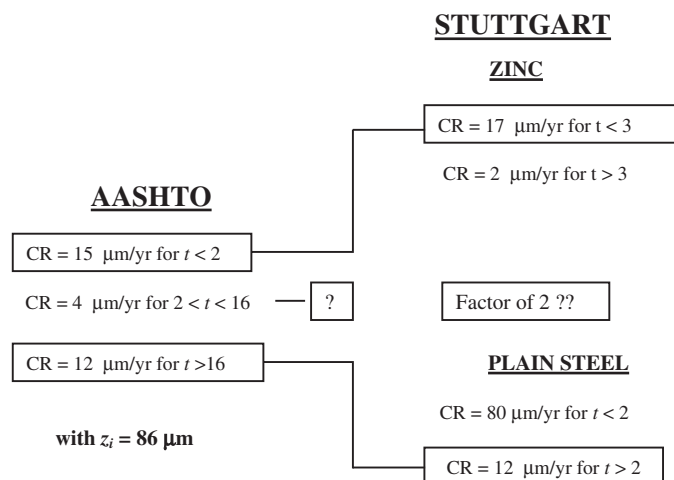 STUTTGART
ZINC
CR = 17 μm/yr for t < 3
CR = 2 μm/yr for t > 3
AASHTO
CR = 15 μm/yr for t < 2
CR = 4 μm/yr for 2 < t < 16
?
Factor of 2 ??
CR = 12 μm/yr for t >16
PLAIN STEEL
CR = 80 μm/yr for t < 2
with zi = 86 μm
CR = 12 μm/yr for t > 2